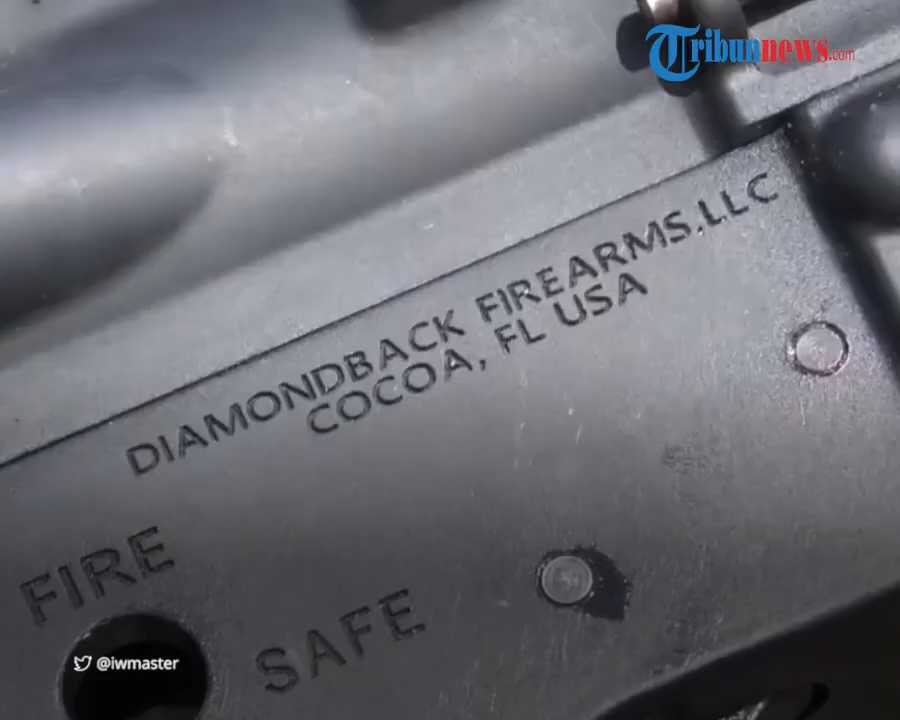 Tribunnews.com
DIAMONDBACK FIREARMS,LLC
COCOA, FL USA
FIRE
SAFE
@iwmaster